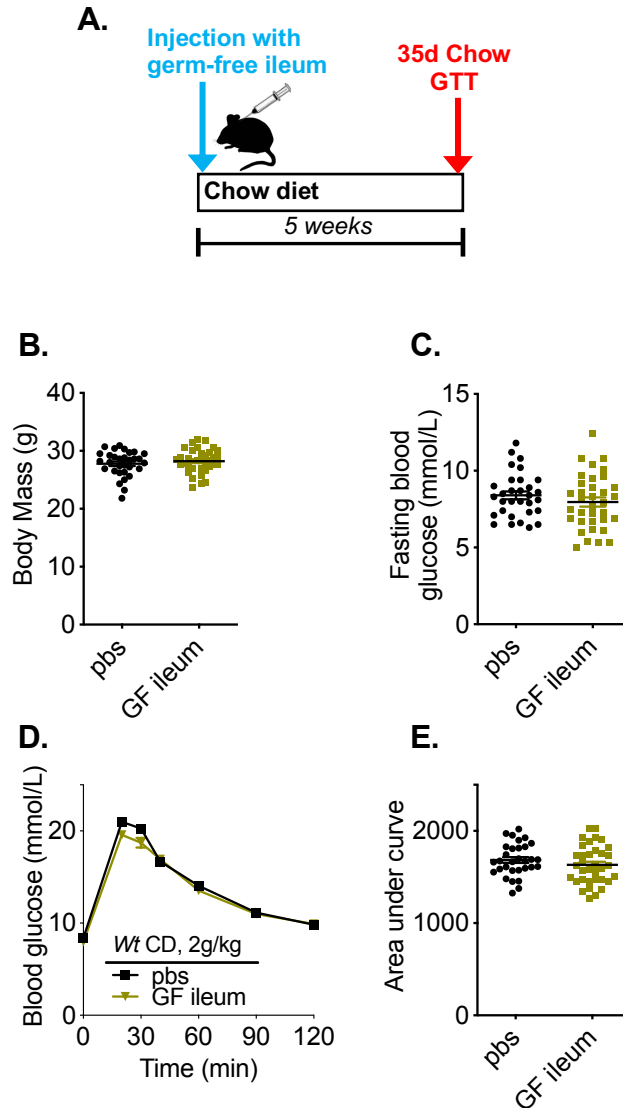 A.
Injection with
germ-free ileum
35d Chow
GTT
Chow diet
5 weeks
B.
Body Mass (g)
40
30
20
10
0
pbs
GF ileum
C.
Fasting blood
glucose (mmol/L)
15
10
5
0
pbs
GF ileum
D.
Blood glucose (mmol/L)
20
10
0
Wt CD, 2g/kg
pbs
GF ileum
0 30 60 90 120
Time (min)
E.
Area under curve
2000
1000
0
pbs
GF ileum